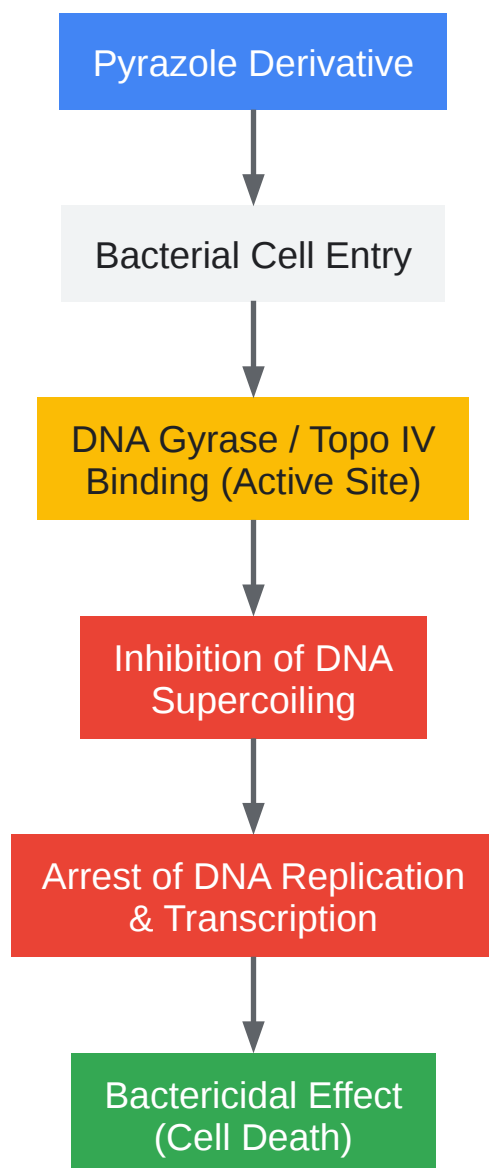 Pyrazole Derivative
Bacterial Cell Entry
DNA Gyrase / Topo IV
Binding (Active Site)
Inhibition of DNA
Supercoiling
Arrest of DNA Replication
& Transcription
Bactericidal Effect
(Cell Death)